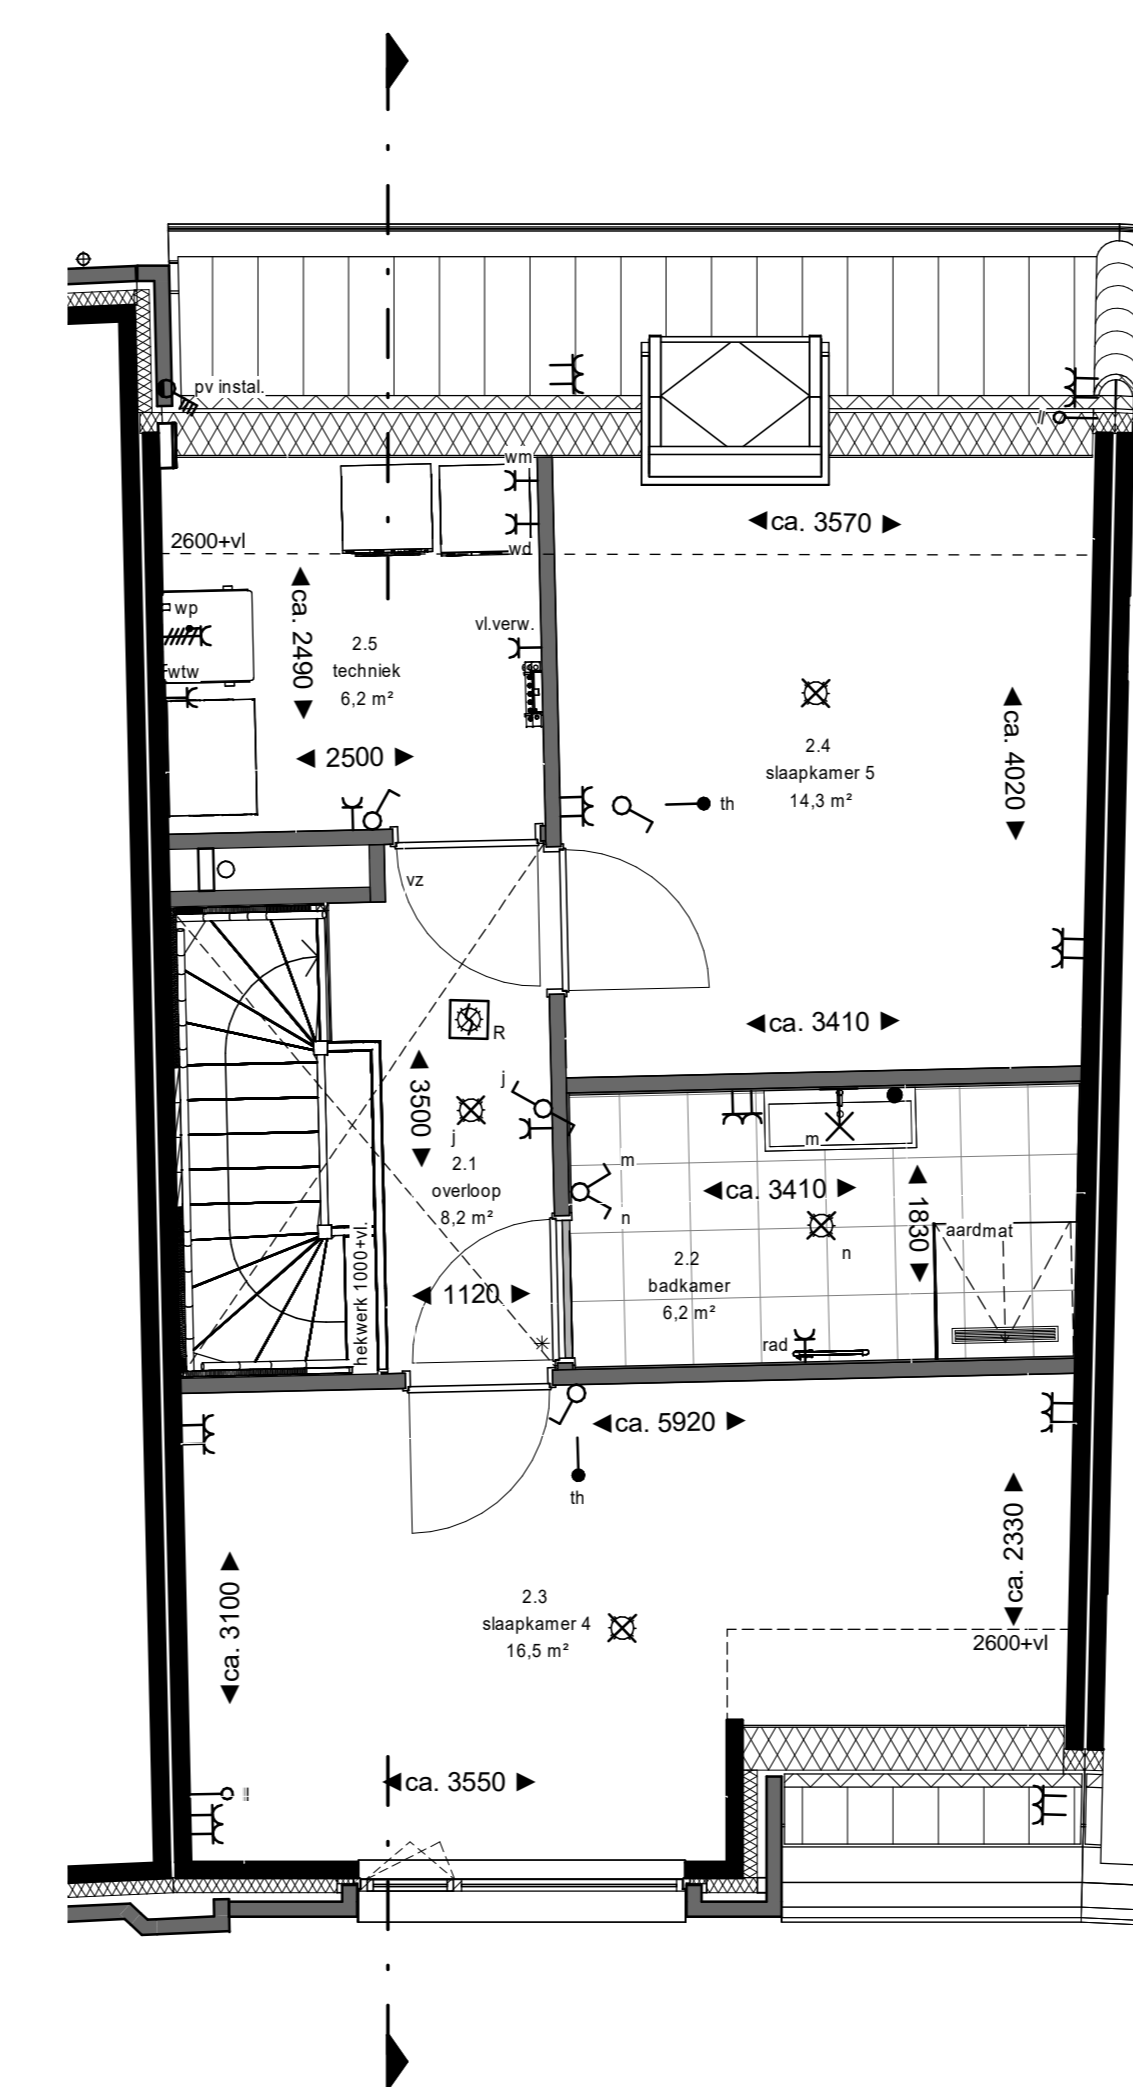 pv instal.
wm
ca. 3570
2600+vl
wd
wp
ca. 2490
vl.verw.
2.5
techniek
6,2 m²
wtw
2.4
slaapkamer 5
14,3 m²
ca. 4020
2500
th
vz
ca. 3410
R
j
3500
j
2.1
overloop
8,2 m²
m
m
n
ca. 3410
1830
n
aardmat
2.2
badkamer
6,2 m²
hekwerk 1000+vl.
1120
rad
ca. 5920
th
ca. 3100
ca. 2330
2.3
slaapkamer 4
16,5 m²
2600+vl
ca. 3550